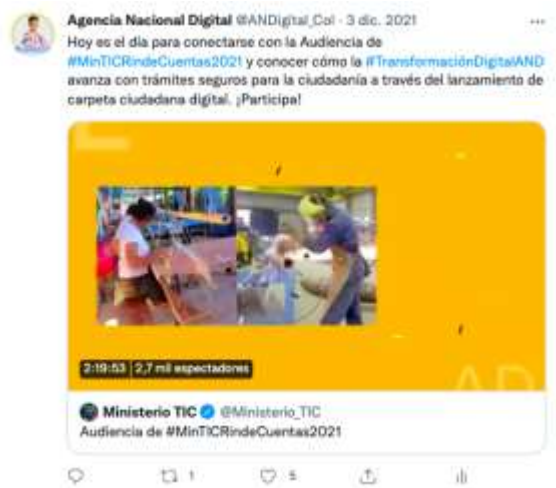 Agencia Nacional Digital @ANDigital_Col · 3 dic. 2021
Hoy es el día para conectarse con la Audiencia de
#MinTICRindeCuentas2021 y conocer cómo la #TransformaciónDigitalAND
avanza con trámites seguros para la ciudadanía a través del lanzamiento de
carpeta ciudadana digital. ¡Participa!
2:19:53 2,7 mil espectadores
AD
Ministerio TIC @Ministerio_TIC
Audiencia de #MinTICRindeCuentas2021
1 5